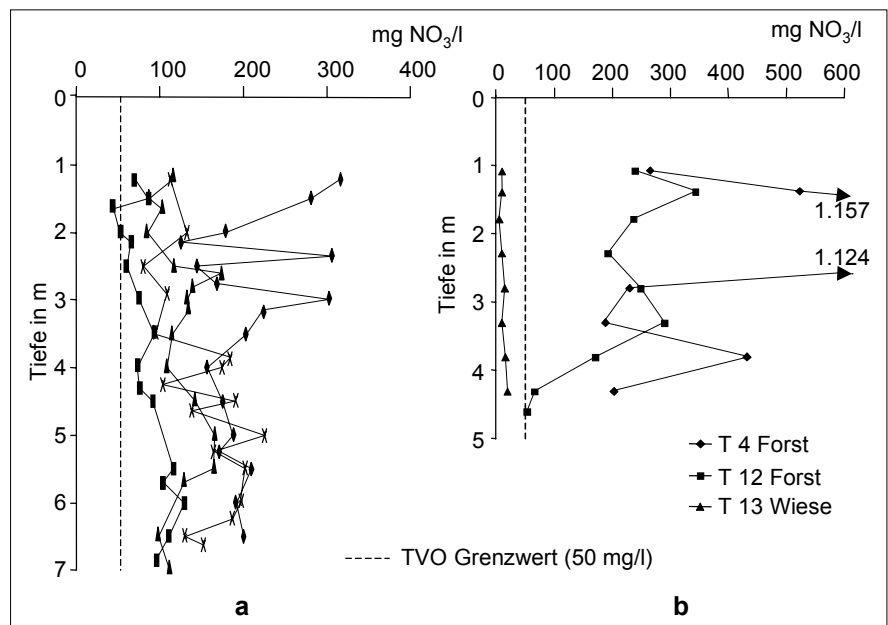 mg NO3/l
0 100 200 300 400
Tiefe in m
0
1
2
3
4
5
6
7
a
mg NO3/l
0 100 200 300 400 500 600
Tiefe in m
0
1
2
3
4
5
1.157
1.124
T 4 Forst
T 12 Forst
T 13 Wiese
TVO Grenzwert (50 mg/l)
b